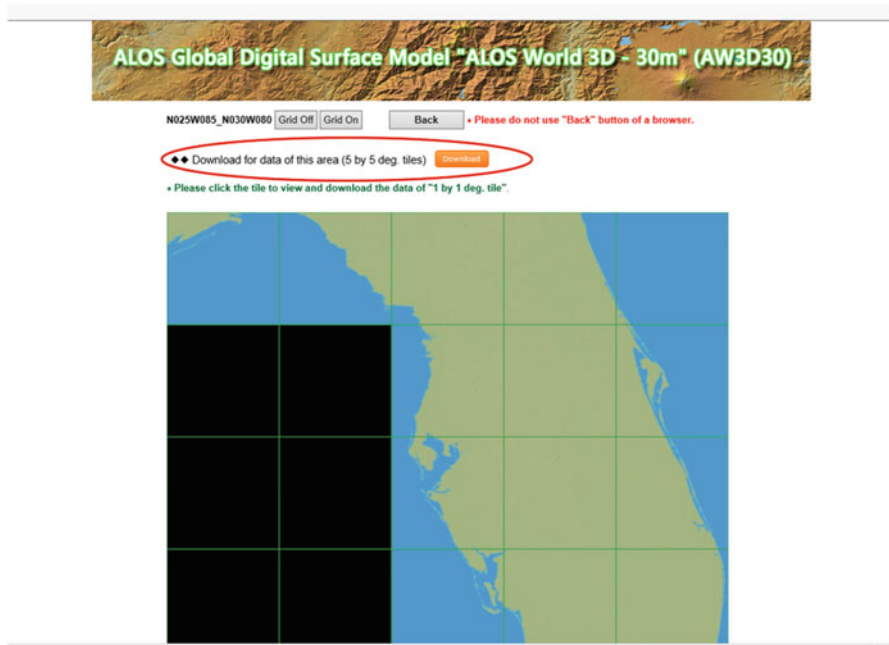 ALOS Global Digital Surface Model "ALOS World 3D - 30m" (AW3D30)
N025W085_N030W080 Grid Off Grid On Back • Please do not use "Back" button of a browser.
◆◆ Download for data of this area (5 by 5 deg. tiles) Download
• Please click the tile to view and download the data of "1 by 1 deg. tile".